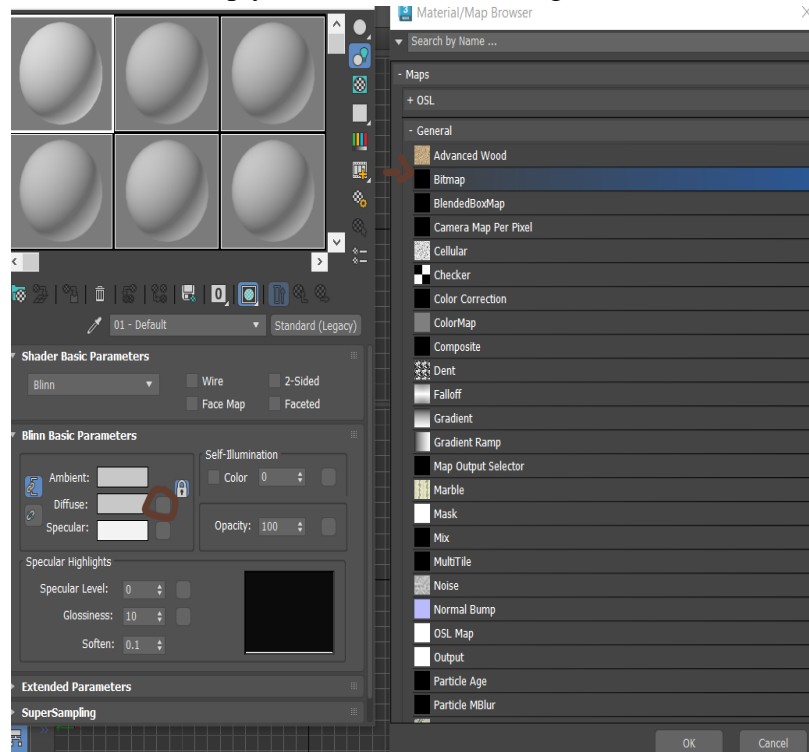 Material/Map Browser
Search by Name ...
- Maps
+ OSL
- General
Advanced Wood
Bitmap
BlendedBoxMap
Camera Map Per Pixel
Cellular
Checker
Color Correction
ColorMap
Composite
Dent
Falloff
Gradient
Gradient Ramp
Map Output Selector
Marble
Mask
Mix
MultiTile
Noise
Normal Bump
OSL Map
Output
Particle Age
Particle MBlur
OK Cancel
0
01 - Default Standard (Legacy)
Shader Basic Parameters
Blinn Wire 2-Sided
Face Map Faceted
Blinn Basic Parameters
Self-Illumination
Ambient: Color 0
Diffuse:
Specular: Opacity: 100
Specular Highlights
Specular Level: 0
Glossiness: 10
Soften: 0.1
Extended Parameters
SuperSampling